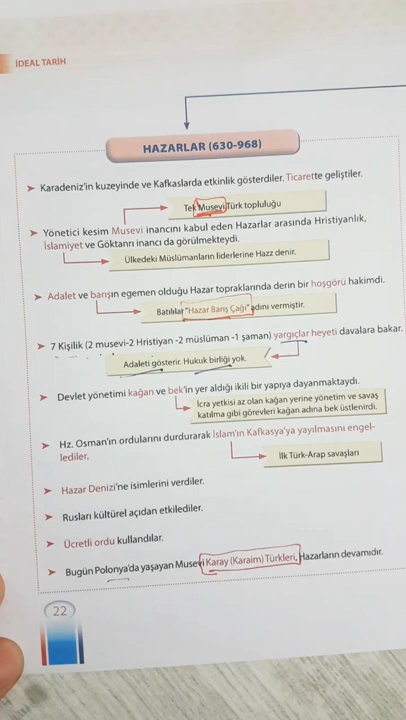 İDEAL TARİH
HAZARLAR (630-968)
➤ Karadeniz'in kuzeyinde ve Kafkaslarda etkinlik gösterdiler. Ticarette geliştiler.
Tek Musevi Türk topluluğu
➤ Yönetici kesim Musevi inancını kabul eden Hazarlar arasında Hristiyanlık,
İslamiyet ve Göktanrı inancı da görülmekteydi.
Ülkedeki Müslümanların liderlerine Hazz denir.
➤ Adalet ve barışın egemen olduğu Hazar topraklarında derin bir hoşgörü hakimdi.
Batılılar "Hazar Barış Çağı" adını vermiştir.
➤ 7 Kişilik (2 musevi-2 Hristiyan -2 müslüman -1 şaman) yargıçlar heyeti davalara bakar.
Adaleti gösterir. Hukuk birliği yok.
➤ Devlet yönetimi kağan ve bek'in yer aldığı ikili bir yapıya dayanmaktaydı.
İcra yetkisi az olan kağan yerine yönetim ve savaş
katılma gibi görevleri kağan adına bek üstlenirdi.
➤ Hz. Osman'ın ordularını durdurarak İslam'ın Kafkasya'ya yayılmasını engel-
lediler.
İlk Türk-Arap savaşları
➤ Hazar Denizi'ne isimlerini verdiler.
➤ Rusları kültürel açıdan etkilediler.
➤ Ücretli ordu kullandılar.
➤ Bugün Polonya'da yaşayan Musevi Karay (Karaim) Türkleri, Hazarların devamıdır.
22